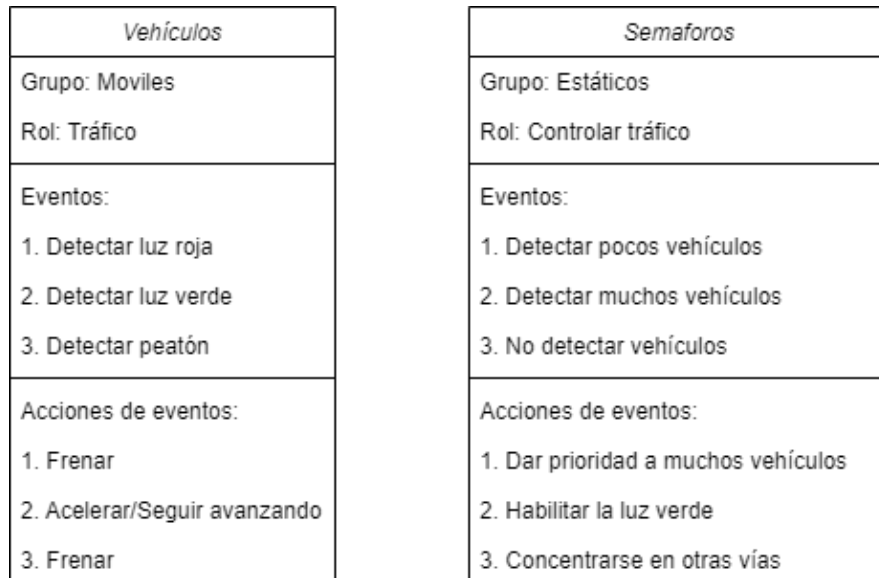 Vehículos
Grupo: Moviles
Rol: Tráfico
Eventos:
1. Detectar luz roja
2. Detectar luz verde
3. Detectar peatón
Acciones de eventos:
1. Frenar
2. Acelerar/Seguir avanzando
3. Frenar
Semaforos
Grupo: Estáticos
Rol: Controlar tráfico
Eventos:
1. Detectar pocos vehículos
2. Detectar muchos vehículos
3. No detectar vehículos
Acciones de eventos:
1. Dar prioridad a muchos vehículos
2. Habilitar la luz verde
3. Concentrarse en otras vías